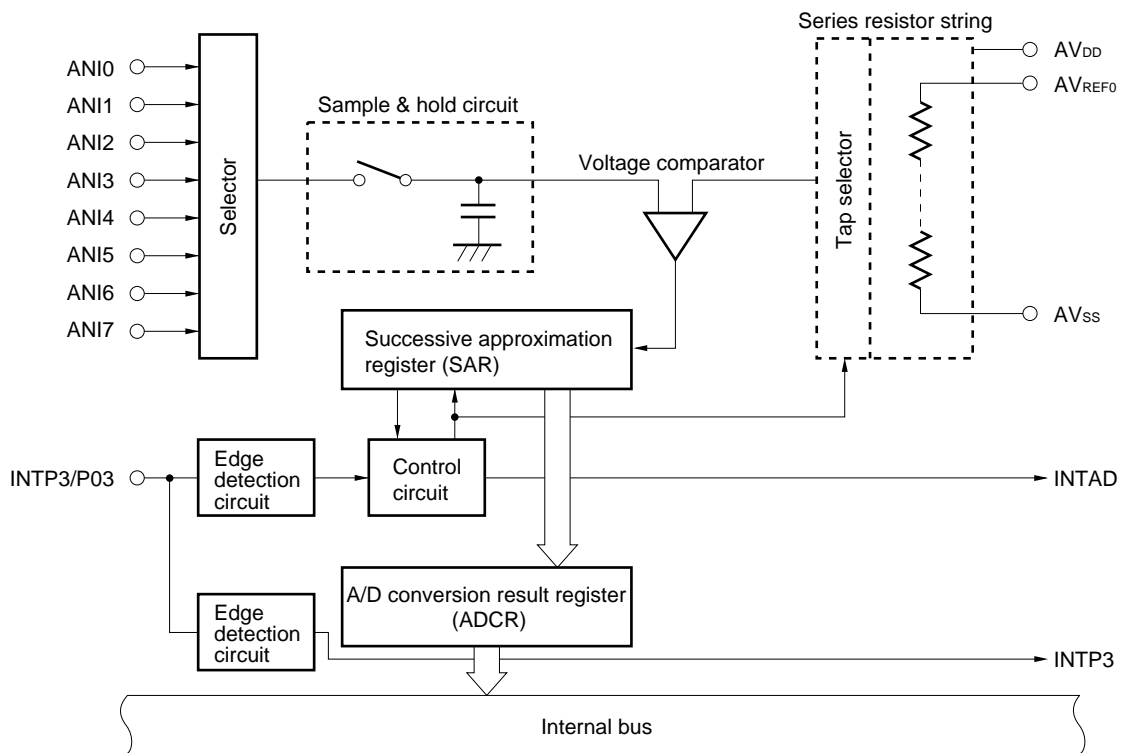 Series resistor string
ANI0
ANI1
ANI2
ANI3
ANI4
ANI5
ANI6
ANI7
Selector
Sample & hold circuit
Voltage comparator
Tap selector
AVDD
AVREF0
AVSS
Successive approximation
register (SAR)
INTP3/P03
Edge
detection
circuit
Control
circuit
INTAD
A/D conversion result register
(ADCR)
Edge
detection
circuit
INTP3
Internal bus